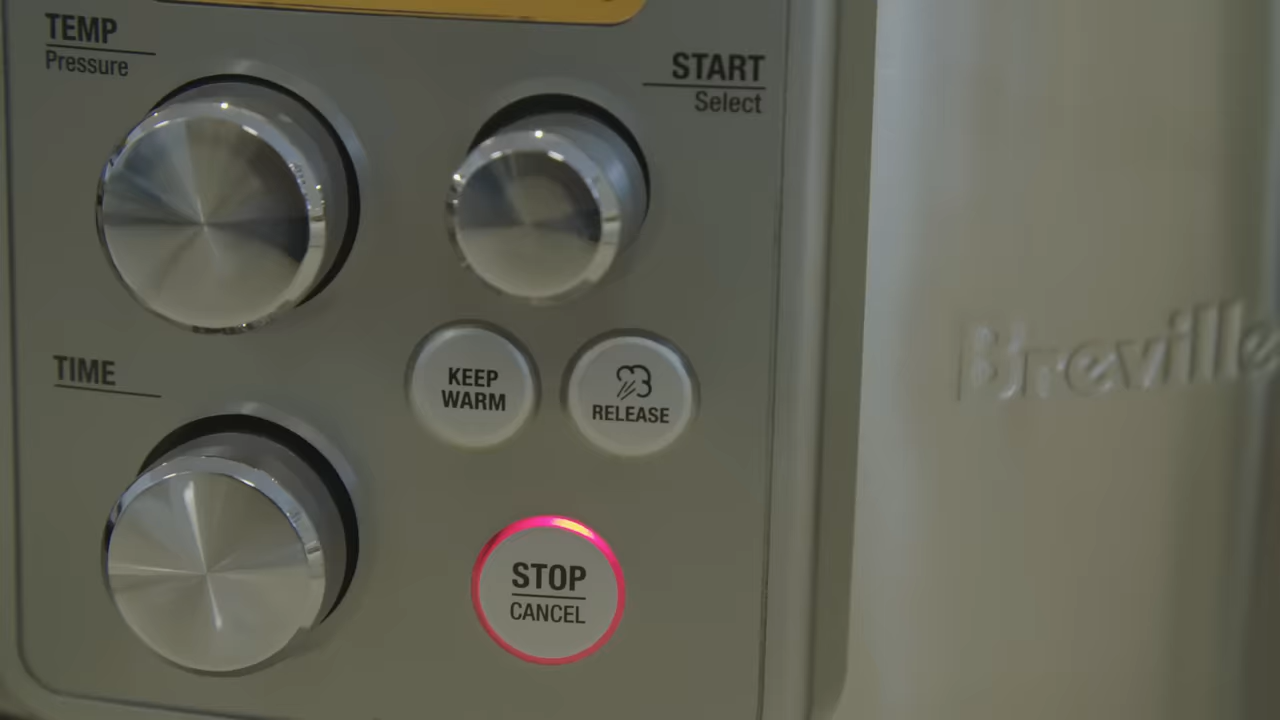 TEMP
Pressure
START
Select
TIME
KEEP
WARM
RELEASE
STOP
CANCEL
Breville